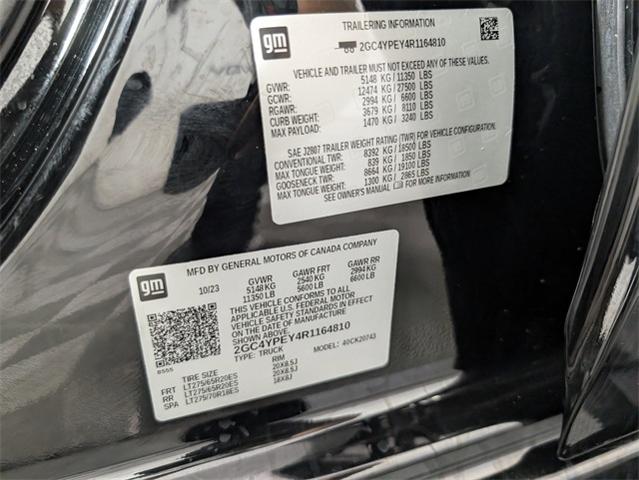 gm
TRAILERING INFORMATION
2GC4YPEY4R1164810
VEHICLE AND TRAILER MUST NOT EXCEED ANY OF THESE VALUES.
GVWR: 5148 KG/ 11350 LBS
GCWR: 12474 KG/ 27500 LBS
RGAWR: 2994 KG/ 6600 LBS
CURB WEIGHT: 3679 KG/ 8110 LBS
MAX PAYLOAD: 1470 KG/ 3240 LBS
SAE J2807 TRAILER WEIGHT RATING (TWR) FOR VEHICLE CONFIGURATION.
CONVENTIONAL TWR: 8392 KG/ 18500 LBS
MAX TONGUE WEIGHT: 839 KG/ 1850 LBS
GOOSENECK TWR: 8664 KG/ 19100 LBS
MAX TONGUE WEIGHT: 1300 KG/ 2865 LBS
SEE OWNER'S MANUAL FOR MORE INFORMATION
gm
MFD BY GENERAL MOTORS OF CANADA COMPANY
10/23 GVWR GAWR FRT GAWR RR
5148KG 2540 KG 2994 KG
11350 LB 5600 LB 6600 LB
THIS VEHICLE CONFORMS TO ALL
APPLICABLE U.S. FEDERAL MOTOR
VEHICLE SAFETY STANDARDS IN EFFECT
ON THE DATE OF MANUFACTURE
SHOWN ABOVE.
2GC4YPEY4R1164810
TYPE: TRUCK MODEL: 40CK20743
8555
TIRE SIZE RIM
FRT LT275/65R20ES 20X8.5J
RR LT275/65R20ES 20X8.5J
SPA LT275/70R18ES 18X8J